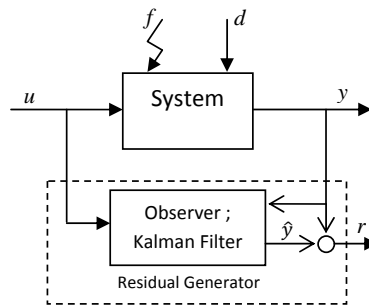 f
d
u
System
y
Observer ;
Kalman Filter
ŷ
r
Residual Generator